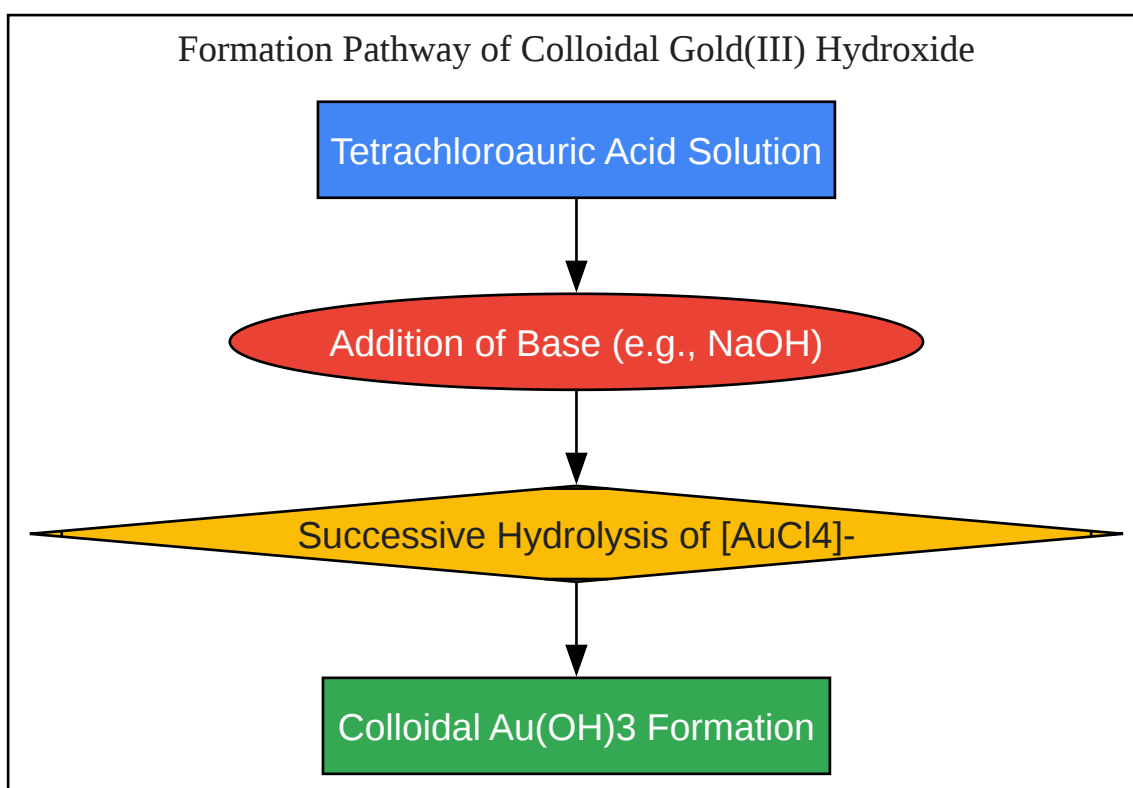 Formation Pathway of Colloidal Gold(III) Hydroxide
Tetrachloroauric Acid Solution
Addition of Base (e.g., NaOH)
Successive Hydrolysis of [AuCl4]-
Colloidal Au(OH)3 Formation